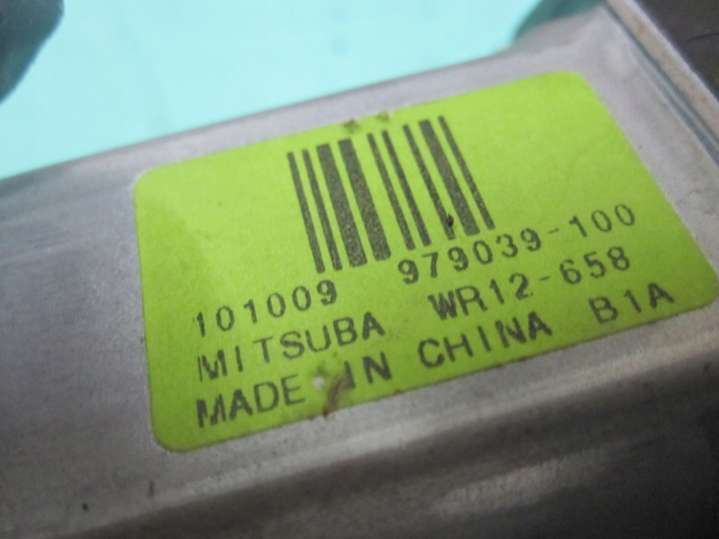 101009 979039-100
MITSUBA WR12-658
MADE IN CHINA B1A